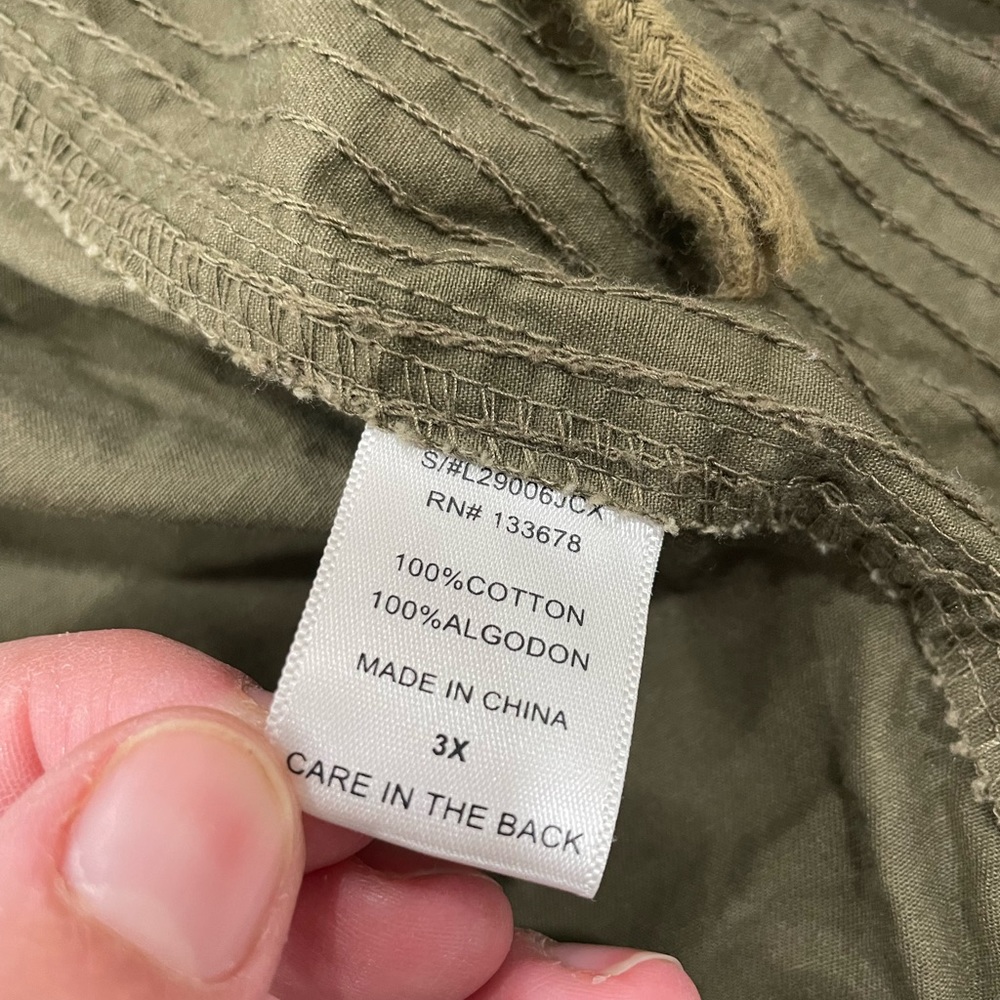 S/#L29006JCX
RN# 133678
100%COTTON
100%ALGODON
MADE IN CHINA
3X
CARE IN THE BACK